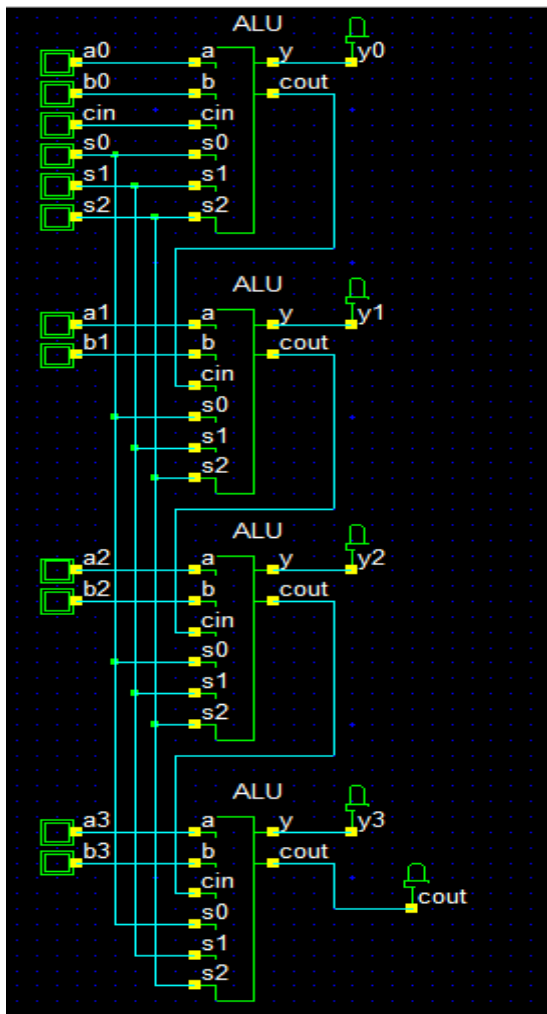 ALU
a0 a y y0
b0 b cout
cin cin
s0 s0
s1 s1
s2 s2
ALU
a1 a y y1
b1 b cout
cin
s0
s1
s2
ALU
a2 a y y2
b2 b cout
cin
s0
s1
s2
ALU
a3 a y y3
b3 b cout
cin cout
s0
s1
s2